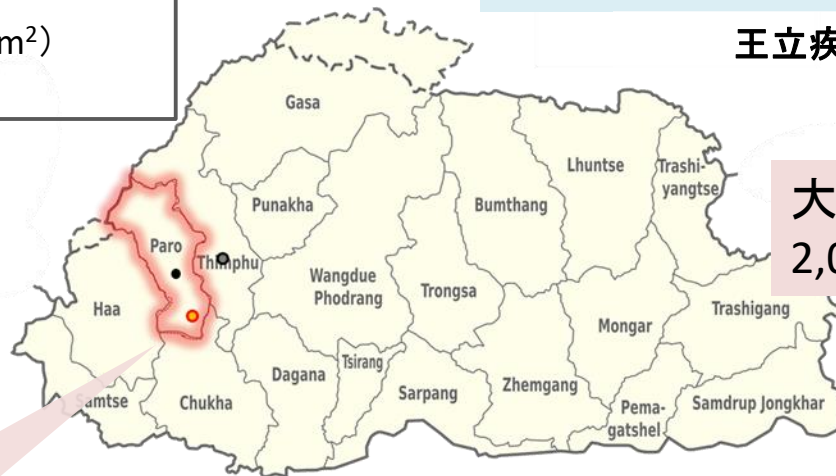 m²）
王立疾
大
2,0
Gasa
Lhuntse
Trashi-
yangtse
Punakha
Bumthang
Paro
Thimphu
Wangdue
Phodrang
Trongsa
Haa
Trashigang
Mongar
Tsirang
Dagana
Zhemgang
Sarpang
Samtse
Chukha
Pema-
gatshel
Samdrup Jongkhar